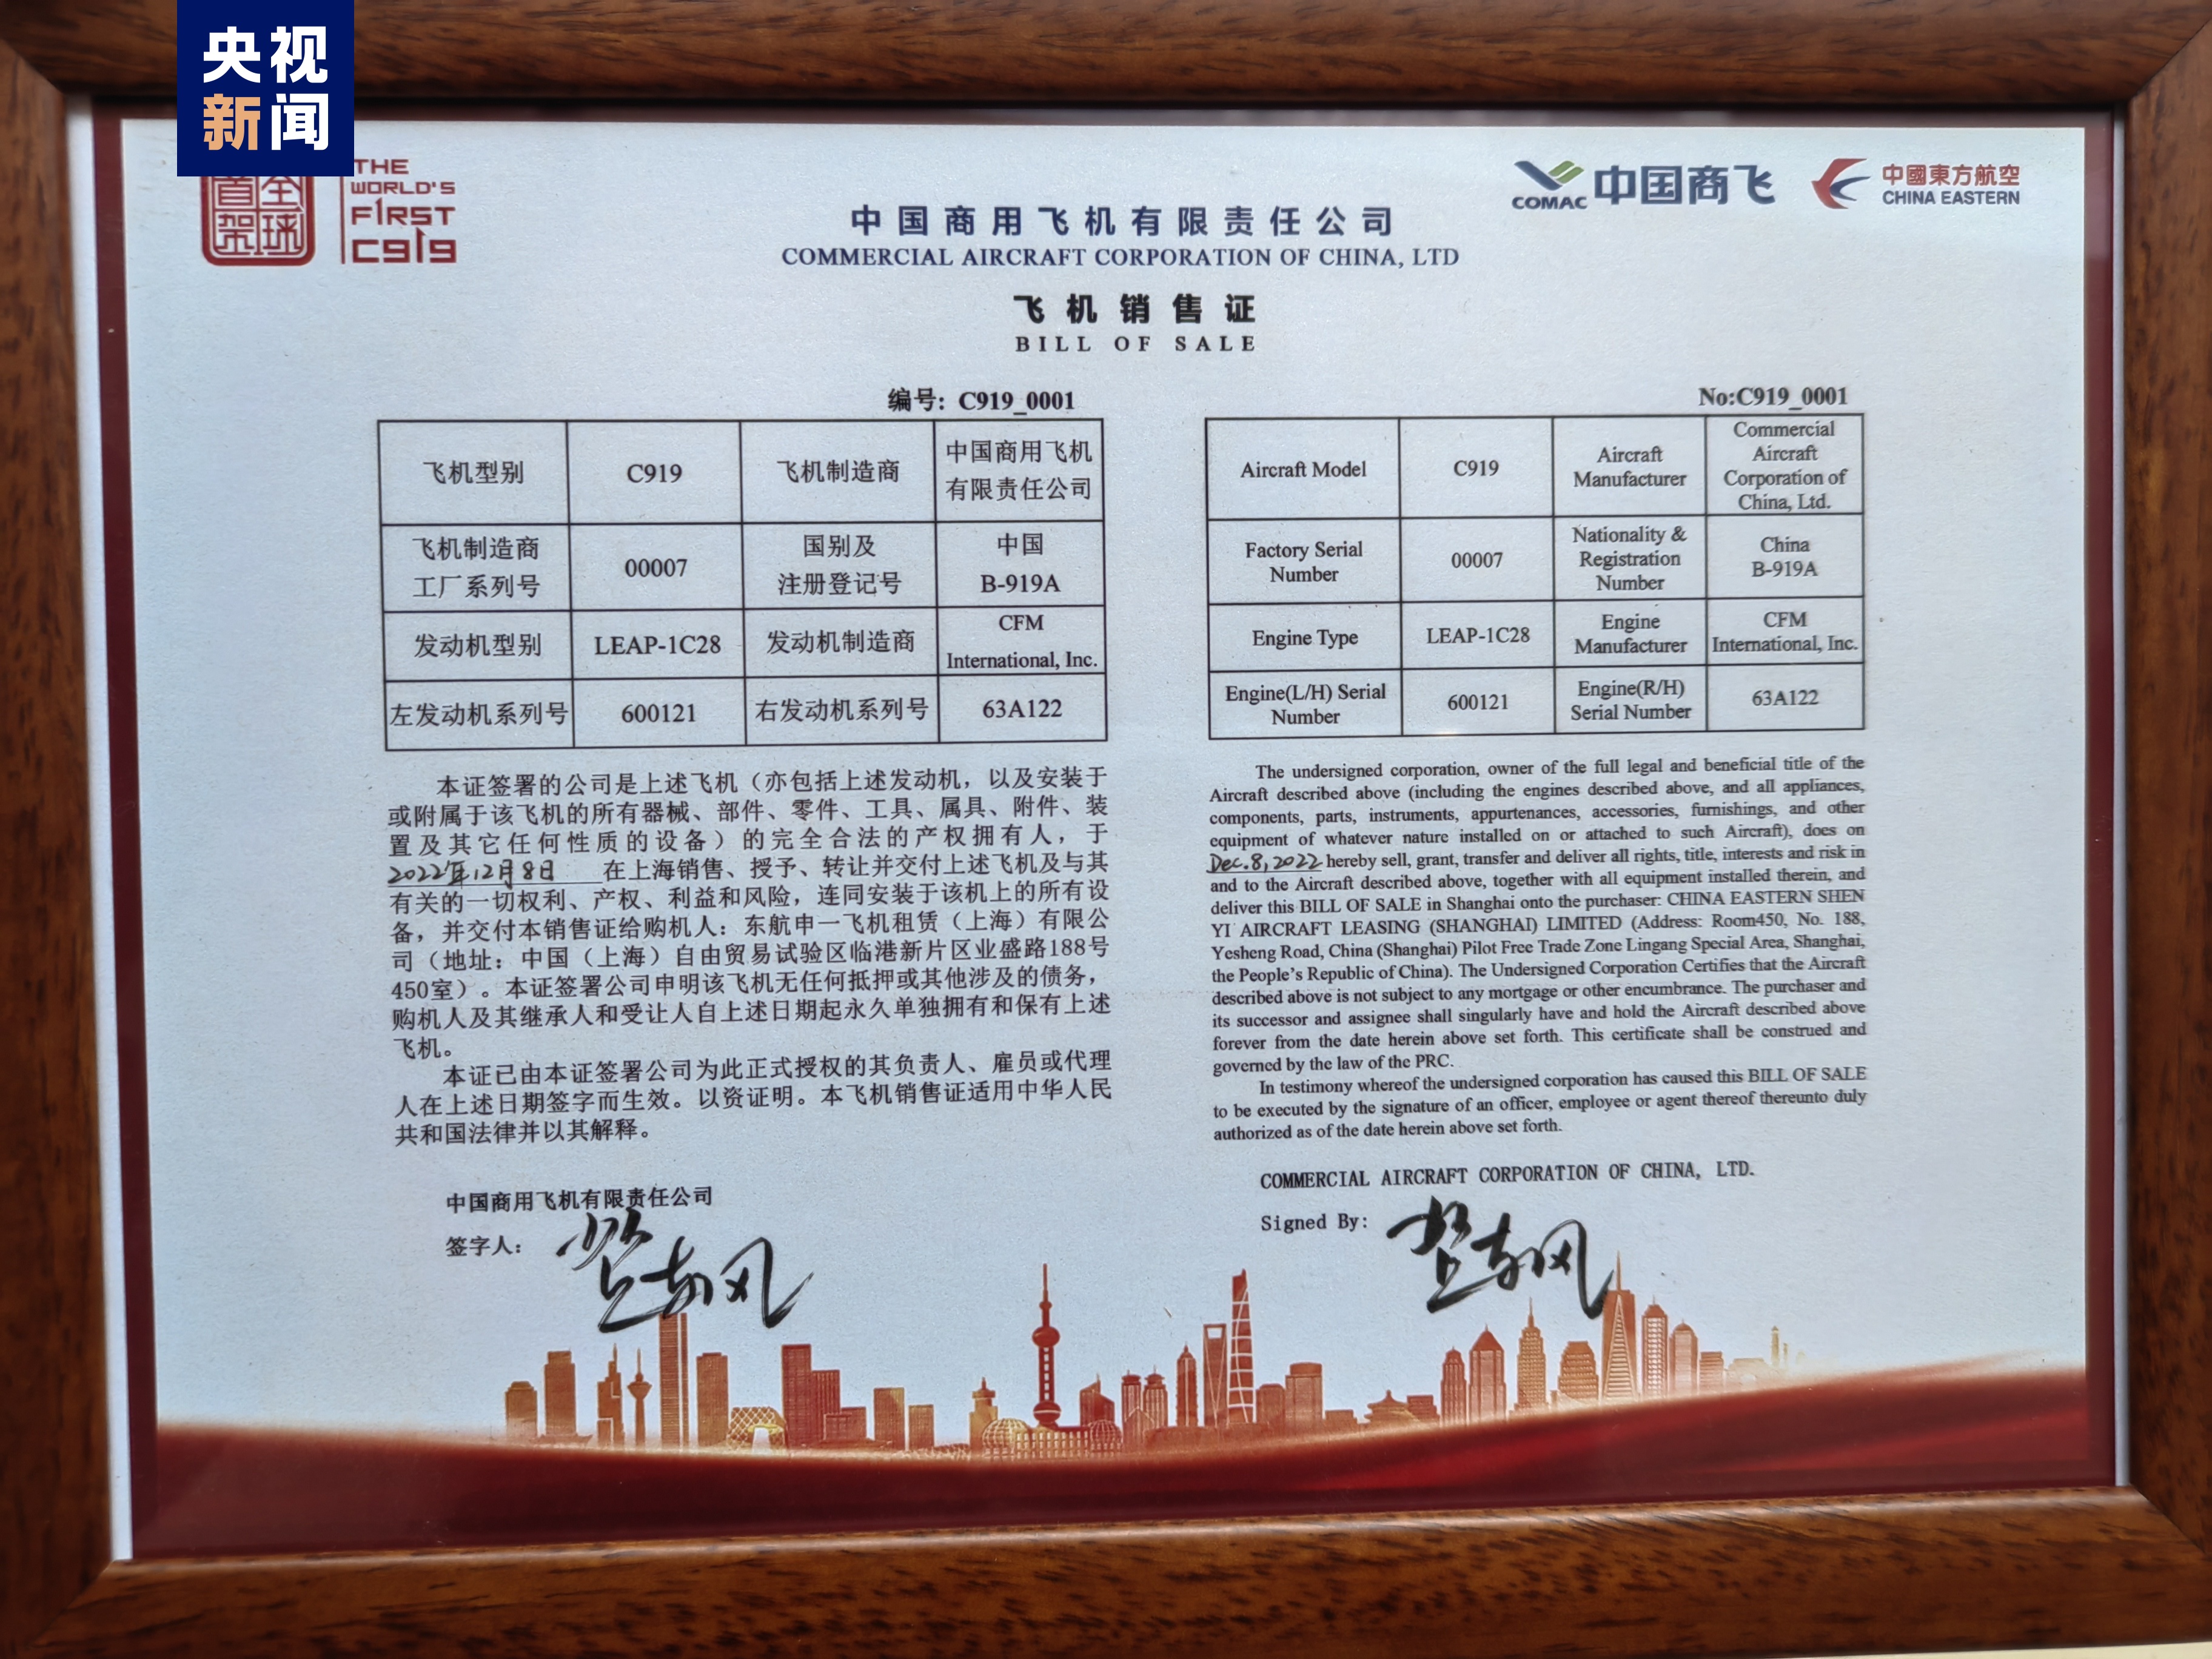 央视
新闻
首全
架球
THE
WORLD'S
FIRST
C919
COMAC 中国商飞
中國東方航空
CHINA EASTERN
中国商用飞机有限责任公司
COMMERCIAL AIRCRAFT CORPORATION OF CHINA, LTD
飞机销售证
BILL OF SALE
编号: C919_0001
飞机型别 C919 飞机制造商 中国商用飞机
有限责任公司
飞机制造商
工厂系列号 00007 国别及
注册登记号 中国
B-919A
发动机型别 LEAP-1C28 发动机制造商 CFM
International, Inc.
左发动机系列号 600121 右发动机系列号 63A122
本证签署的公司是上述飞机（亦包括上述发动机，以及安装于
或附属于该飞机的所有器械、部件、零件、工具、属具、附件、装
置及其它任何性质的设备）的完全合法的产权拥有人，于
2022年12月8日 在上海销售、授予、转让并交付上述飞机及与其
有关的一切权利、产权、利益和风险，连同安装于该机上的所有设
备，并交付本销售证给购机人：东航申一飞机租赁（上海）有限公
司（地址：中国（上海）自由贸易试验区临港新片区业盛路188号
450室）。本证签署公司申明该飞机无任何抵押或其他涉及的债务，
购机人及其继承人和受让人自上述日期起永久单独拥有和保有上述
飞机。
本证已由本证签署公司为此正式授权的其负责人、雇员或代理
人在上述日期签字而生效。以资证明。本飞机销售证适用中华人民
共和国法律并以其解释。
中国商用飞机有限责任公司
签字人：
No:C919_0001
Aircraft Model C919 Aircraft
Manufacturer Commercial
Aircraft
Corporation of
China, Ltd.
Factory Serial
Number 00007 Nationality &
Registration
Number China
B-919A
Engine Type LEAP-1C28 Engine
Manufacturer CFM
International, Inc.
Engine(L/H) Serial
Number 600121 Engine(R/H)
Serial Number 63A122
The undersigned corporation, owner of the full legal and beneficial title of the
Aircraft described above (including the engines described above, and all appliances,
components, parts, instruments, appurtenances, accessories, furnishings, and other
equipment of whatever nature installed on or attached to such Aircraft), does on
Dec.8,2022 hereby sell, grant, transfer and deliver all rights, title, interests and risk in
and to the Aircraft described above, together with all equipment installed therein, and
deliver this BILL OF SALE in Shanghai onto the purchaser: CHINA EASTERN SHEN
YI AIRCRAFT LEASING (SHANGHAI) LIMITED (Address: Room450, No. 188,
Yesheng Road, China (Shanghai) Pilot Free Trade Zone Lingang Special Area, Shanghai,
the People's Republic of China). The Undersigned Corporation Certifies that the Aircraft
described above is not subject to any mortgage or other encumbrance. The purchaser and
its successor and assignee shall singularly have and hold the Aircraft described above
forever from the date herein above set forth. This certificate shall be construed and
governed by the law of the PRC.
In testimony whereof the undersigned corporation has caused this BILL OF SALE
to be executed by the signature of an officer, employee or agent thereof thereunto duly
authorized as of the date herein above set forth.
COMMERCIAL AIRCRAFT CORPORATION OF CHINA, LTD.
Signed By: